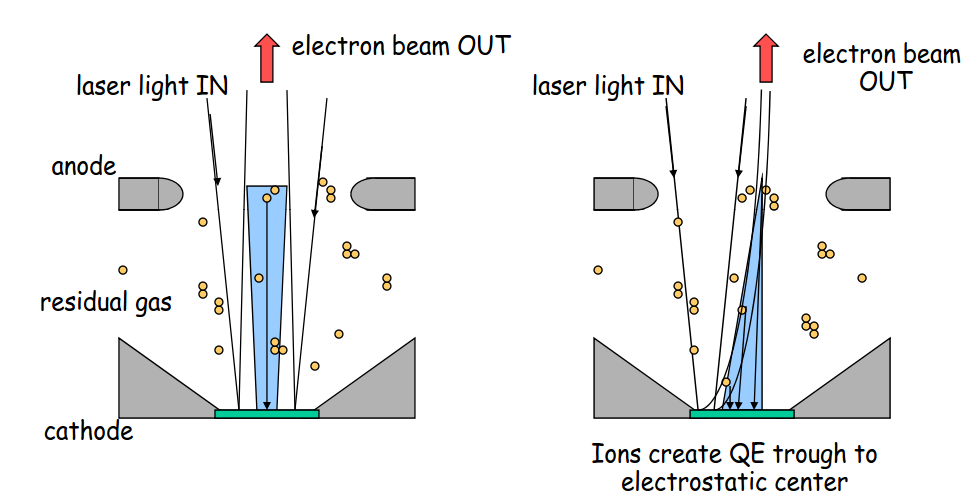 electron beam OUT
laser light IN
anode
residual gas
cathode
electron beam
OUT
laser light IN
Ions create QE trough to
electrostatic center